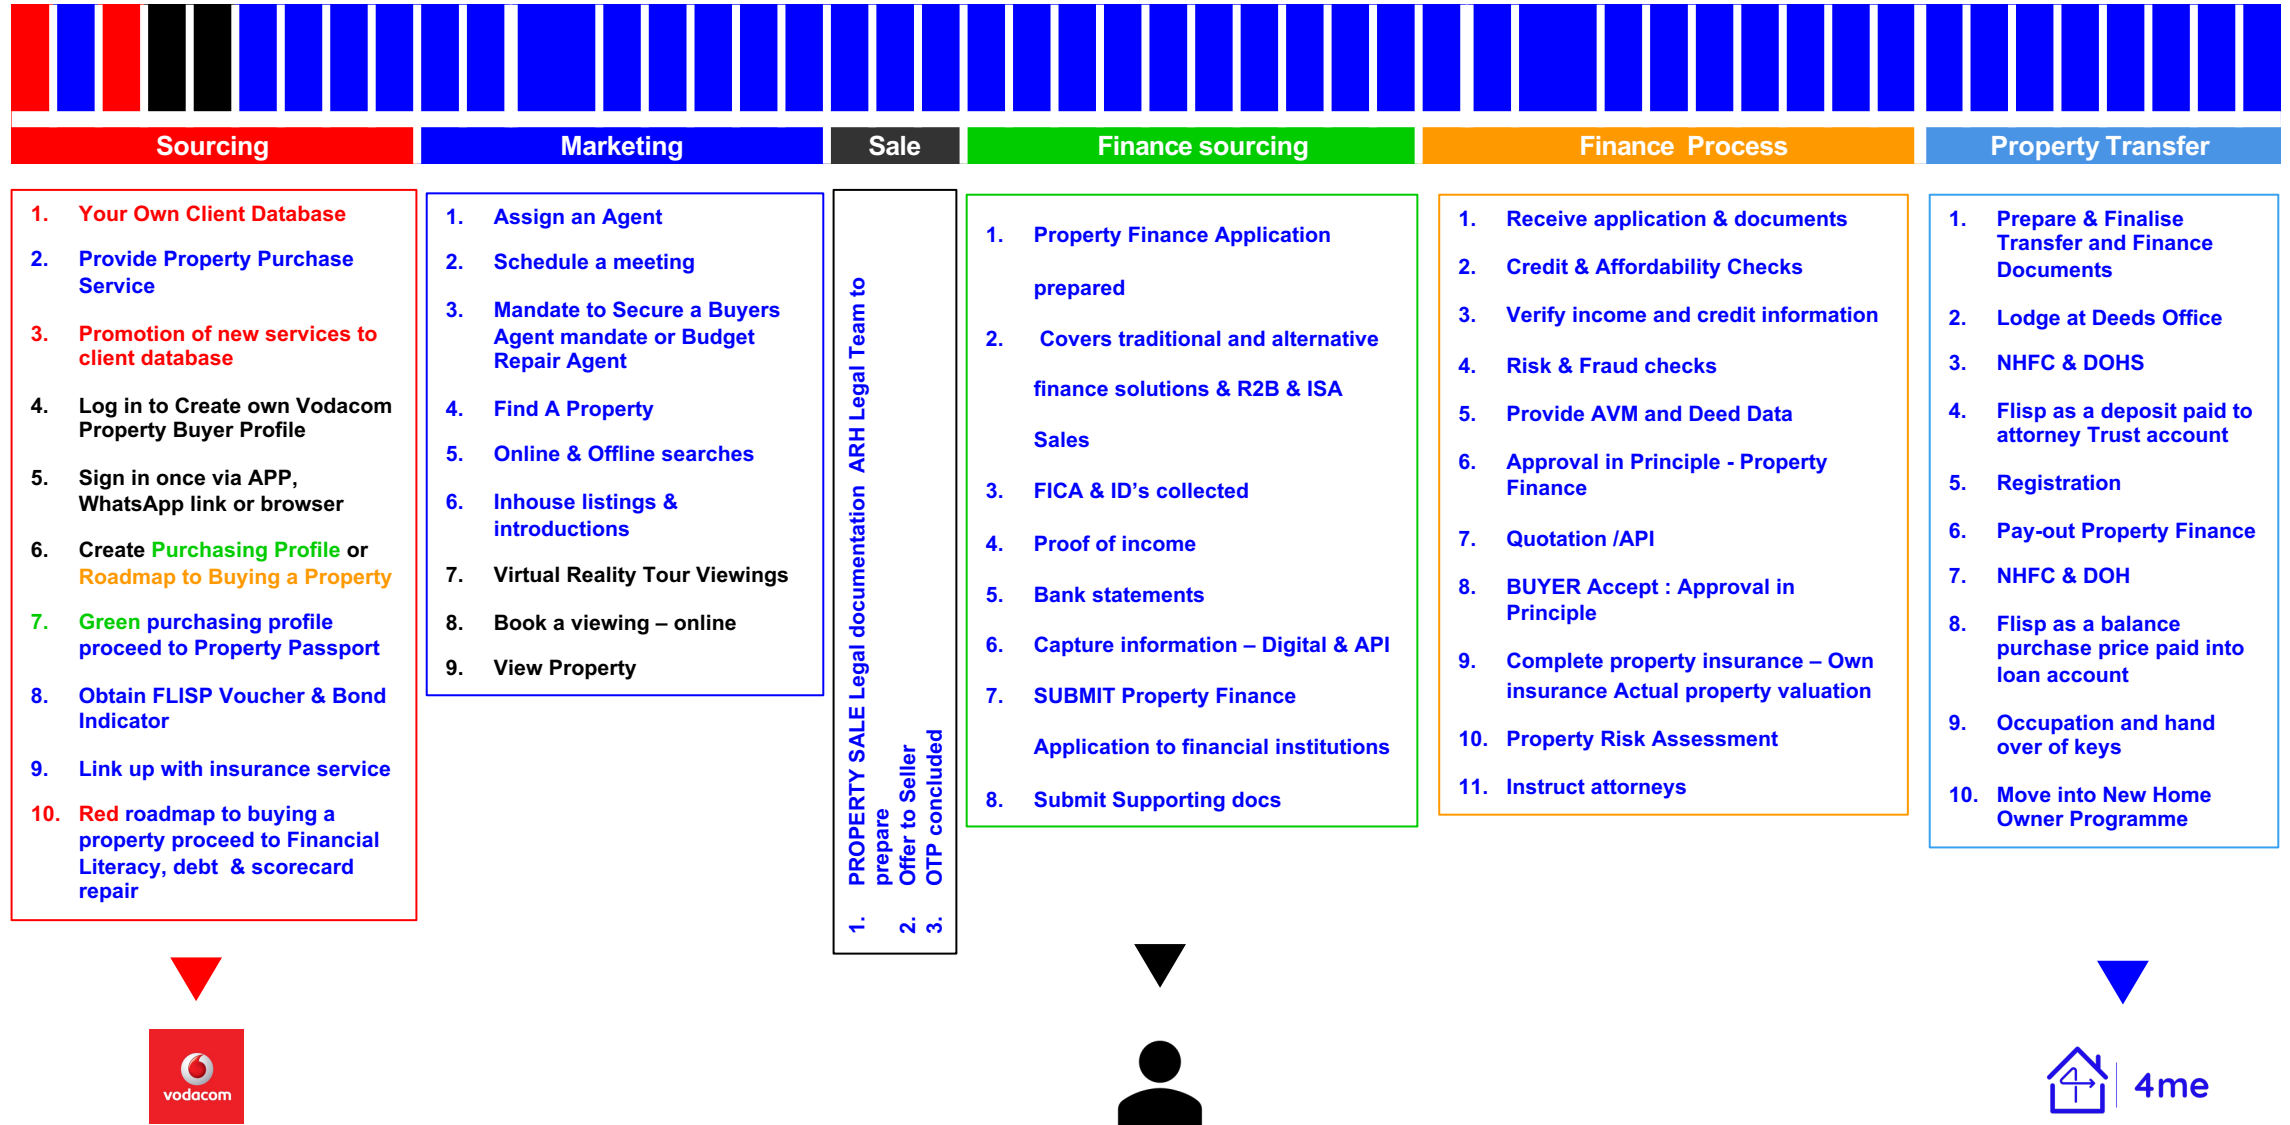 Sourcing
Marketing
Sale
Finance sourcing
Finance Process
Property Transfer
1. Your Own Client Database
2. Provide Property Purchase
Service
3. Promotion of new services to
client database
4. Log in to Create own Vodacom
Property Buyer Profile
5. Sign in once via APP,
WhatsApp link or browser
6. Create Purchasing Profile or
Roadmap to Buying a Property
7. Green purchasing profile
proceed to Property Passport
8. Obtain FLISP Voucher & Bond
Indicator
9. Link up with insurance service
10. Red roadmap to buying a
property proceed to Financial
Literacy, debt & scorecard
repair
1. Assign an Agent
2. Schedule a meeting
3. Mandate to Secure a Buyers
Agent mandate or Budget
Repair Agent
4. Find A Property
5. Online & Offline searches
6. Inhouse listings &
introductions
7. Virtual Reality Tour Viewings
8. Book a viewing – online
9. View Property
1. PROPERTY SALE Legal documentation ARH Legal Team to
prepare
2. Offer to Seller
3. OTP concluded
1. Property Finance Application
prepared
2. Covers traditional and alternative
finance solutions & R2B & ISA
Sales
3. FICA & ID’s collected
4. Proof of income
5. Bank statements
6. Capture information – Digital & API
7. SUBMIT Property Finance
Application to financial institutions
8. Submit Supporting docs
1. Receive application & documents
2. Credit & Affordability Checks
3. Verify income and credit information
4. Risk & Fraud checks
5. Provide AVM and Deed Data
6. Approval in Principle - Property
Finance
7. Quotation /API
8. BUYER Accept : Approval in
Principle
9. Complete property insurance – Own
insurance Actual property valuation
10. Property Risk Assessment
11. Instruct attorneys
1. Prepare & Finalise
Transfer and Finance
Documents
2. Lodge at Deeds Office
3. NHFC & DOHS
4. Flisp as a deposit paid to
attorney Trust account
5. Registration
6. Pay-out Property Finance
7. NHFC & DOH
8. Flisp as a balance
purchase price paid into
loan account
9. Occupation and hand
over of keys
10. Move into New Home
Owner Programme
vodacom
4me